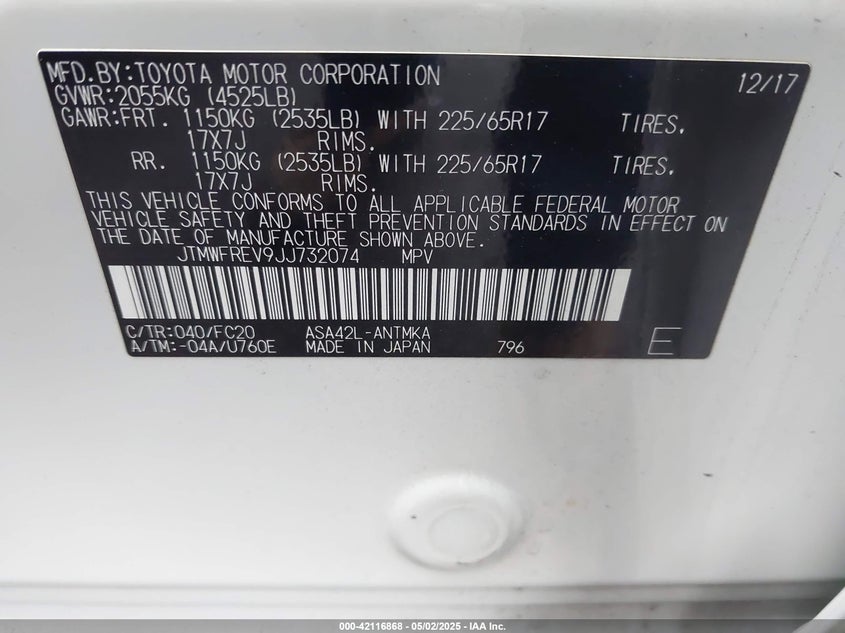 MFD.BY:TOYOTA MOTOR CORPORATION 12/17
GVWR:2055KG (4525LB)
GAWR:FRT. 1150KG (2535LB) WITH 225/65R17 TIRES,
17X7J RIMS.
RR. 1150KG (2535LB) WITH 225/65R17 TIRES,
17X7J RIMS.
THIS VEHICLE CONFORMS TO ALL APPLICABLE FEDERAL MOTOR
VEHICLE SAFETY AND THEFT PREVENTION STANDARDS IN EFFECT ON
THE DATE OF MANUFACTURE SHOWN ABOVE.
JTMWFREV9JJ732074 MPV
C/TR:040/FC20 ASA42L-ANTMKA
A/TM:-04A/U760E MADE IN JAPAN 796 E
000-42116868 - 05/02/2025 - IAA Inc.